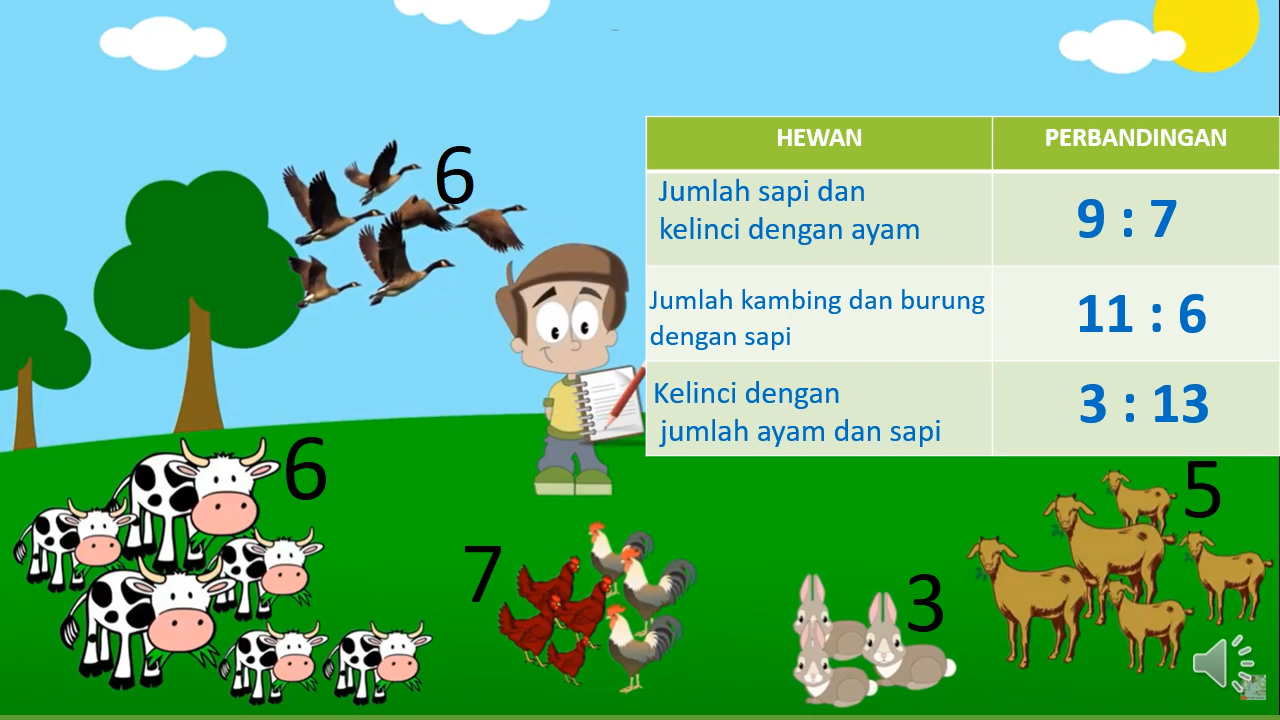 6
HEWAN PERBANDINGAN
Jumlah sapi dan
kelinci dengan ayam
9 : 7
Jumlah kambing dan burung
dengan sapi
11 : 6
Kelinci dengan
jumlah ayam dan sapi
3 : 13
6
5
7
3